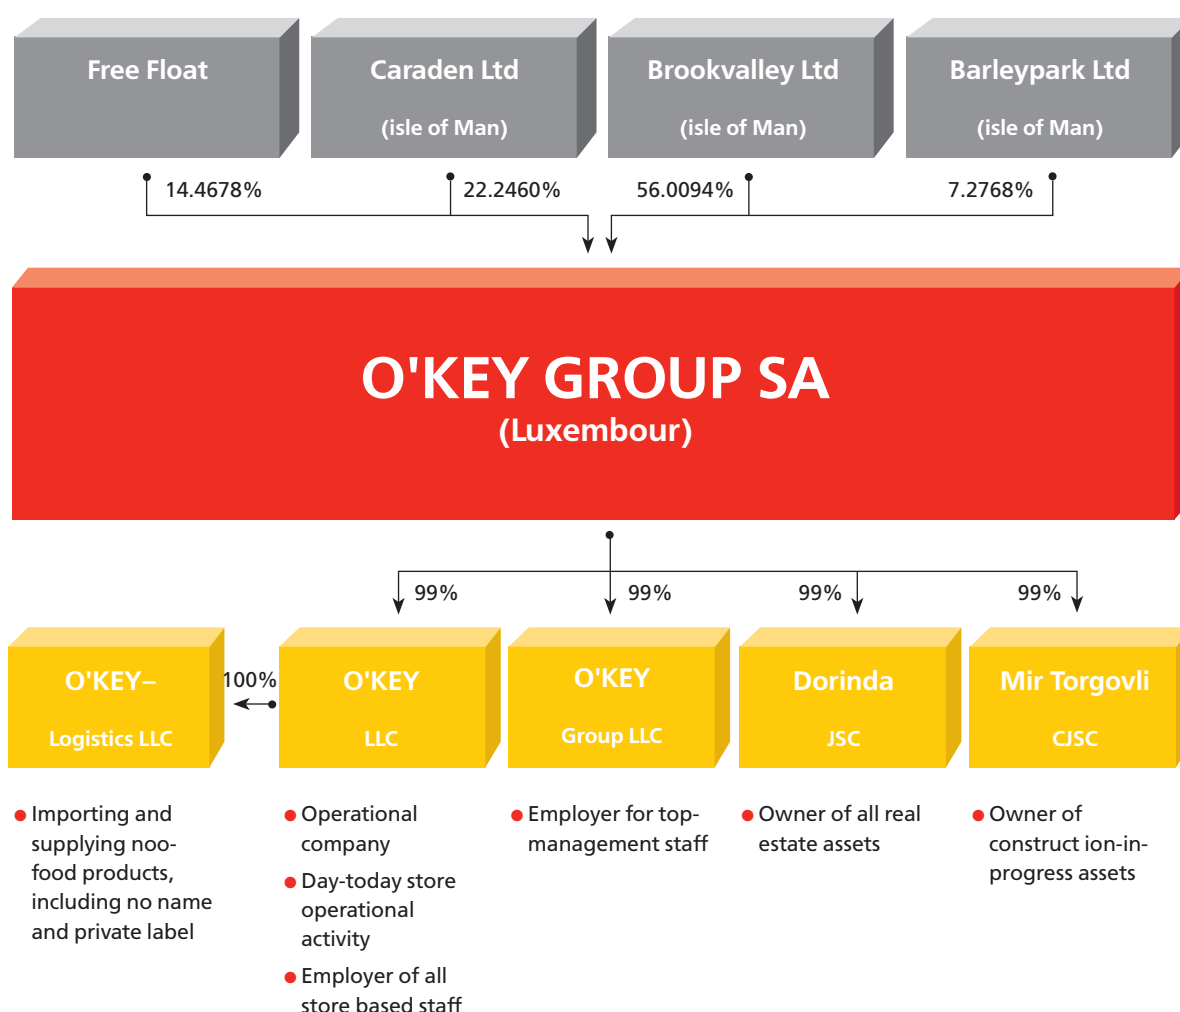 Free Float
Caraden Ltd
(isle of Man)
Brookvalley Ltd
(isle of Man)
Barleypark Ltd
(isle of Man)
14.4678%
22.2460%
56.0094%
7.2768%
O'KEY GROUP SA
(Luxembour)
99%
99%
99%
99%
O'KEY–
Logistics LLC
100%
O'KEY
LLC
O'KEY
Group LLC
Dorinda
JSC
Mir Torgovli
CJSC
Importing and
supplying noo-
food products,
including no name
and private label
Operational
company
Day-today store
operational
activity
Employer of all
store based staff
Employer for top-
management staff
Owner of all real
estate assets
Owner of
construct ion-in-
progress assets